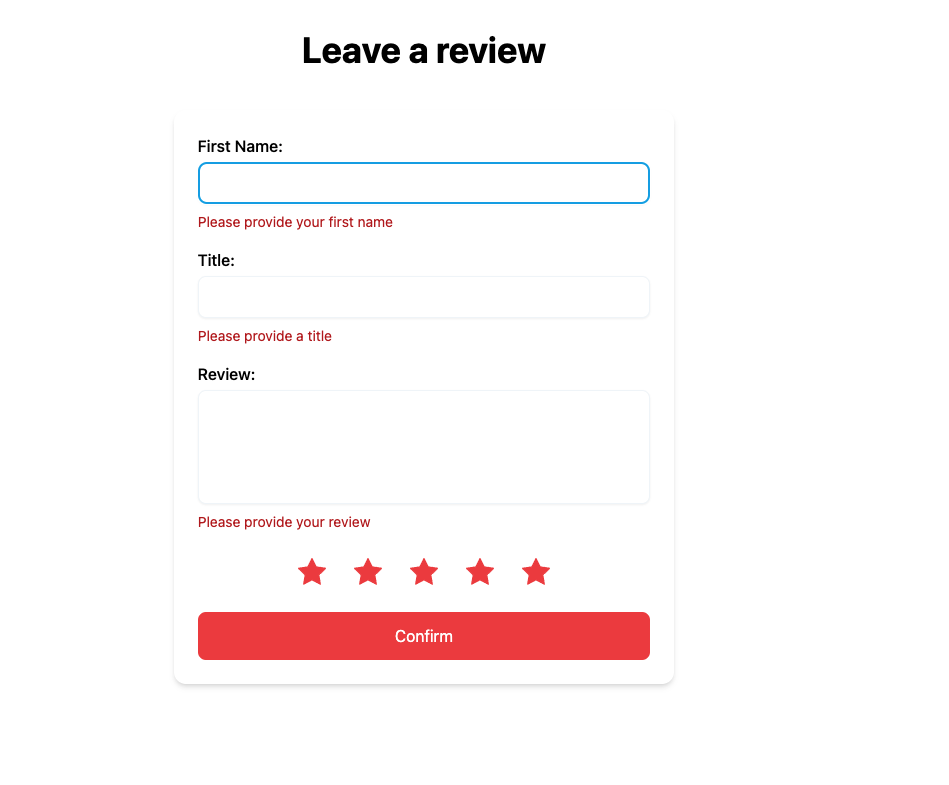 Leave a review
First Name:
Please provide your first name
Title:
Please provide a title
Review:
Please provide your review
Confirm